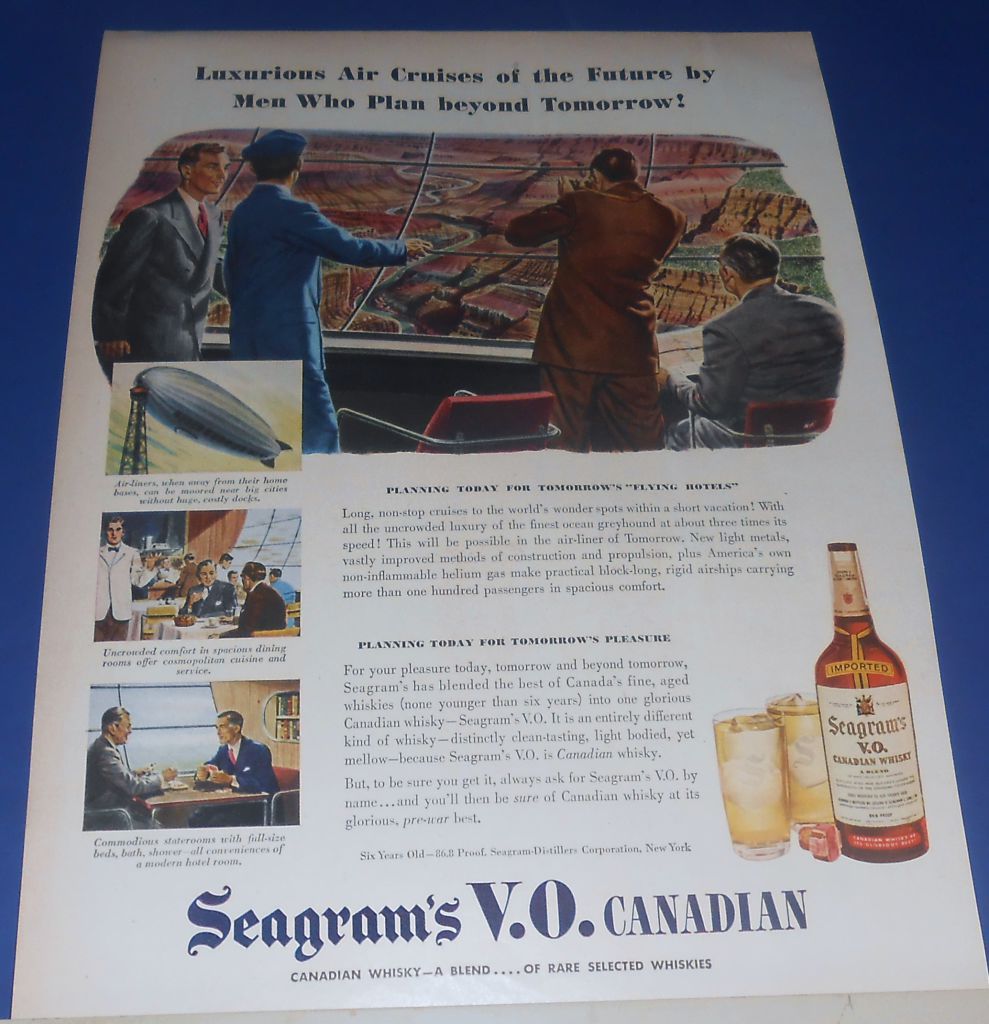 Luxurious Air Cruises of the Future by
Men Who Plan beyond Tomorrow!
Air-liners, when away from their home
bases, can be moored near big cities
without huge, costly docks.
Uncrowded comfort in spacious dining
rooms offer cosmopolitan cuisine and
service.
Commodious staterooms with full-size
beds, bath, shower—all conveniences of
a modern hotel room.
PLANNING TODAY FOR TOMORROW'S "FLYING HOTELS"
Long, non-stop cruises to the world's wonder spots within a short vacation! With
all the uncrowded luxury of the finest ocean greyhound at about three times its
speed! This will be possible in the air-liner of Tomorrow. New light metals,
vastly improved methods of construction and propulsion, plus America's own
non-inflammable helium gas make practical block-long, rigid airships carrying
more than one hundred passengers in spacious comfort.
PLANNING TODAY FOR TOMORROW'S PLEASURE
For your pleasure today, tomorrow and beyond tomorrow,
Seagram's has blended the best of Canada's fine, aged
whiskies (none younger than six years) into one glorious
Canadian whisky—Seagram's V.O. It is an entirely different
kind of whisky—distinctly clean-tasting, light bodied, yet
mellow—because Seagram's V.O. is Canadian whisky.
But, to be sure you get it, always ask for Seagram's V.O. by
name...and you'll then be sure of Canadian whisky at its
glorious, pre-war best.
Six Years Old—86.8 Proof. Seagram-Distillers Corporation, New York
IMPORTED
Seagram's
V.O.
CANADIAN WHISKY
A BLEND
Seagram's V.O. CANADIAN
CANADIAN WHISKY—A BLEND....OF RARE SELECTED WHISKIES